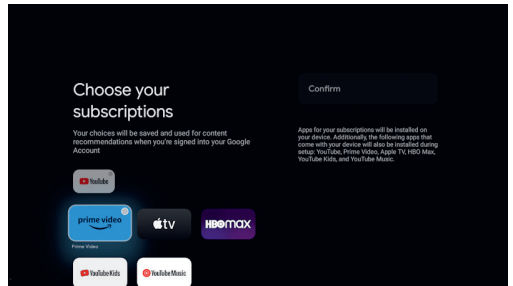 Choose your
subscriptions
Your choices will be saved and used for content
recommendations when you're signed into your Google
Account
YouTube
prime video
tv
HBOmax
Prime Video
YouTube Kids
YouTube Music
Confirm
Apps for your subscriptions will be installed on
your device. Additionally, the following apps that
come with your device will also be installed during
setup: YouTube, Prime Video, Apple TV, HBO Max,
YouTube Kids, and YouTube Music.